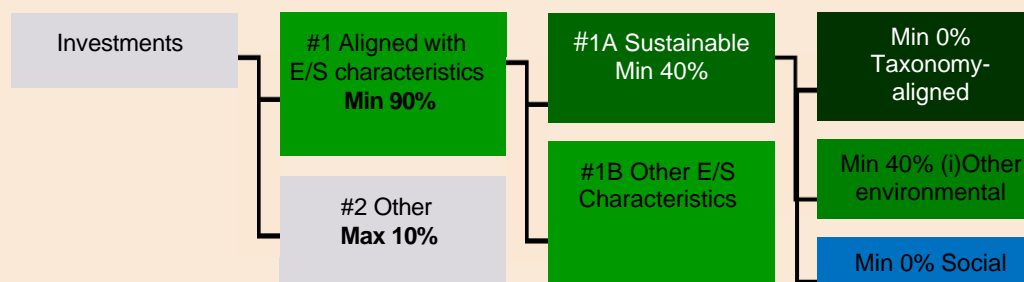 Investments
#1 Aligned with
E/S characteristics
Min 90%
#2 Other
Max 10%
#1A Sustainable
Min 40%
#1B Other E/S
Characteristics
Min 0%
Taxonomy-
aligned
Min 40% (i)Other
environmental
Min 0% Social